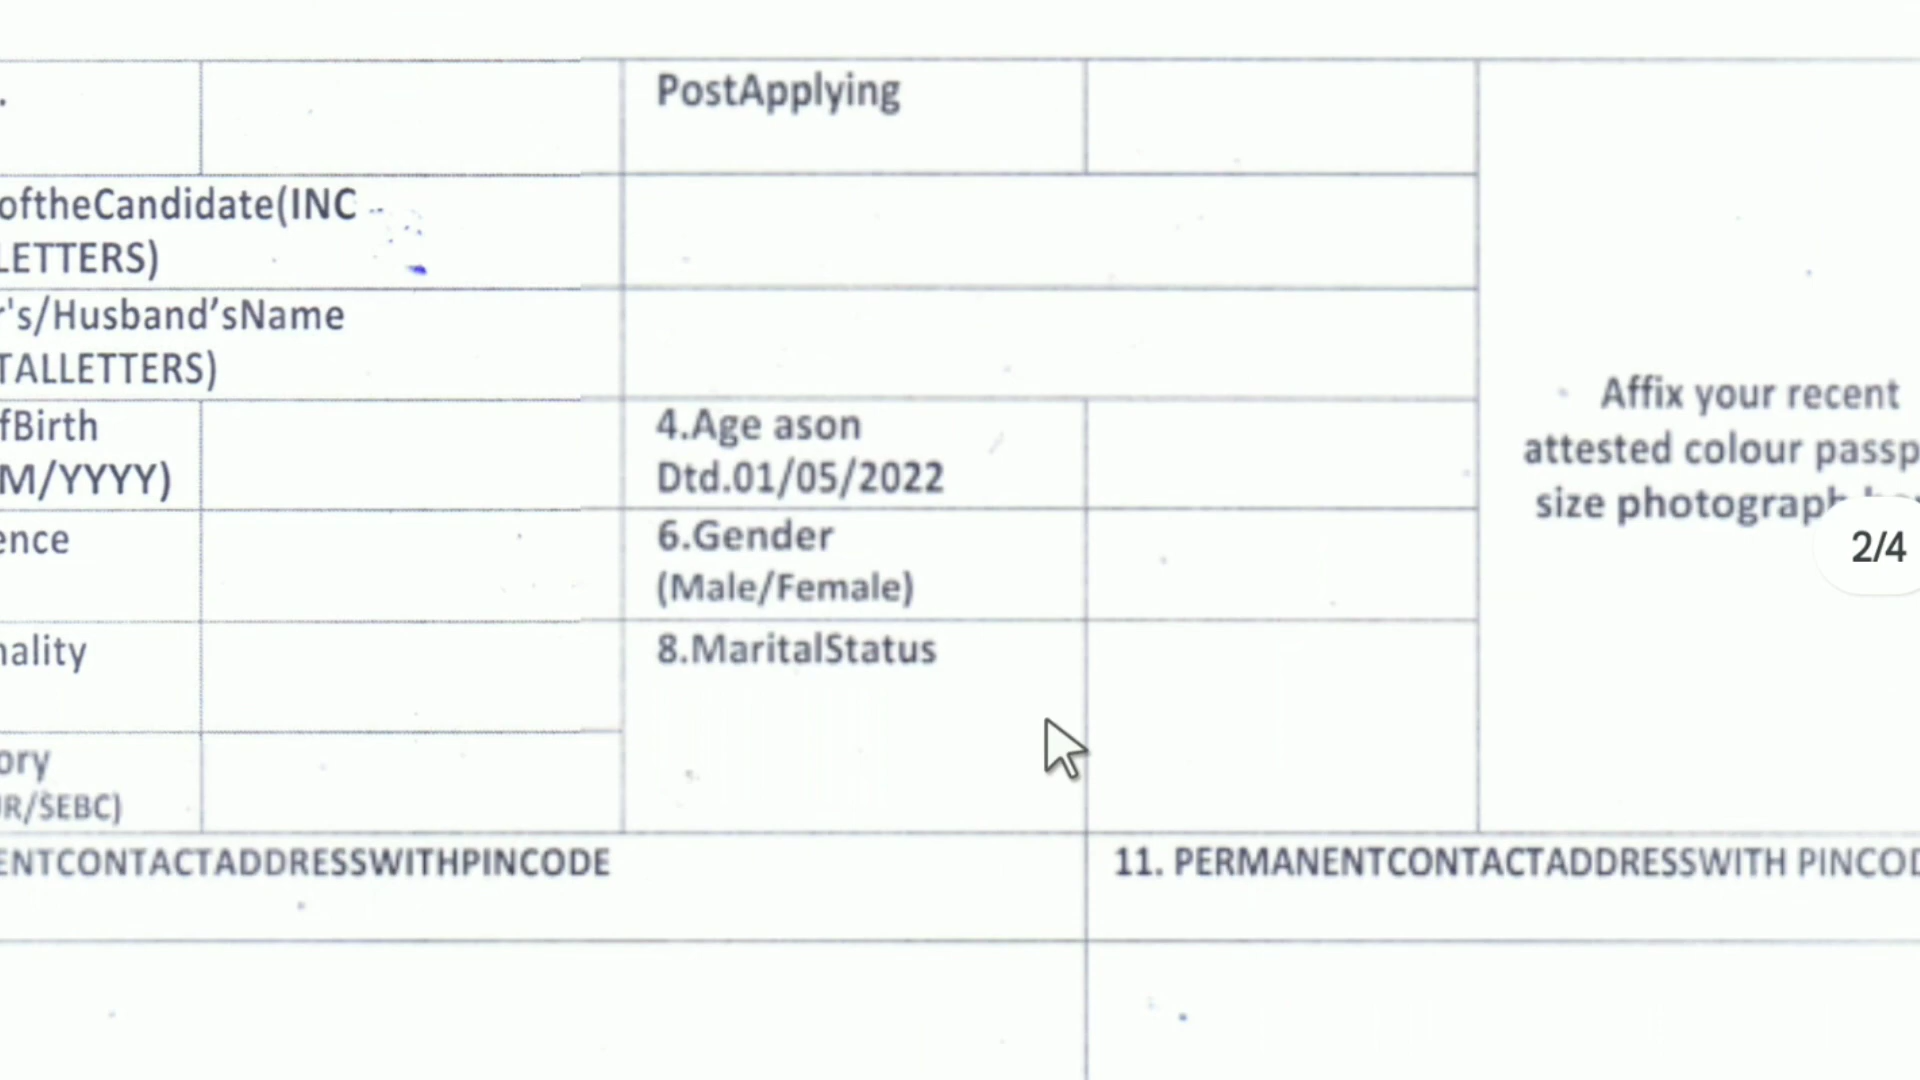 PostApplying
oftheCandidate(INC
LETTERS)
r's/Husband’sName
TALLETTERS)
fBirth
M/YYYY)
4.Age ason
Dtd.01/05/2022
ence
6.Gender
(Male/Female)
nality
8.MaritalStatus
ory
UR/SEBC)
Affix your recent
attested colour passp
size photograph
2/4
ENTCONTACTADDRESSWITHPINCODE
11. PERMANENTCONTACTADDRESSWITH PINCOD